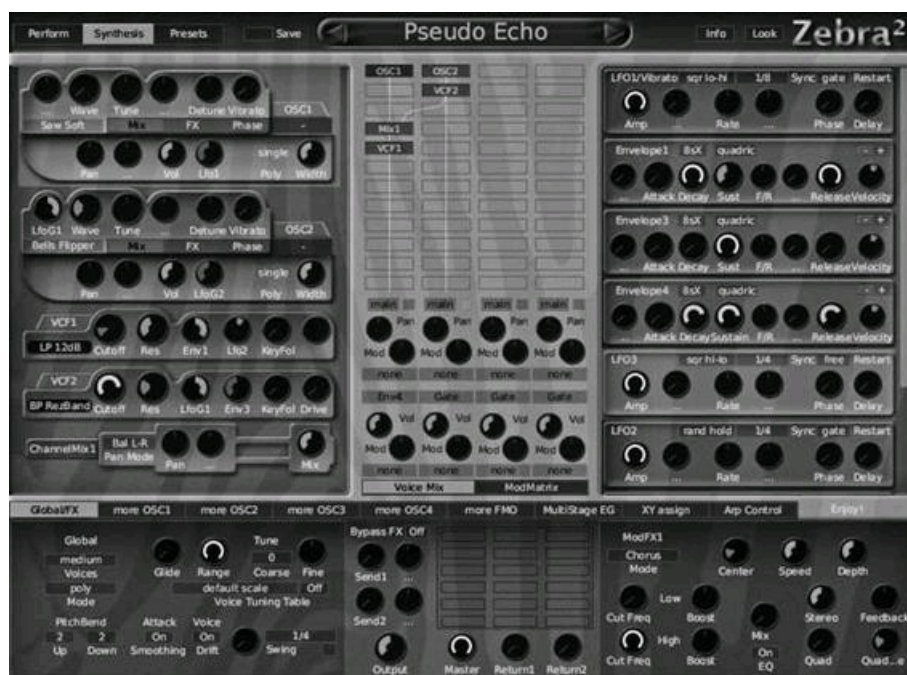 Perform Synthesis Presets Save Pseudo Echo Info Look Zebra²
... Wave Tune ... Detune Vibrato OSC1
Saw Soft Mix FX Phase -
single
Pan ... Vol Lfo1 Poly Width
LfoG1 Wave Tune ... Detune Vibrato OSC2
Bells Flipper Mix FX Phase -
single
Pan ... Vol LfoG2 Poly Width
VCF1
LP 12dB Cutoff Res Env1 Lfo2 KeyFol ...
VCF2
BP RezBand Cutoff Res LfoG1 Env3 KeyFol Drive
ChannelMix1 Bal L-R
Pan Mode Pan ... Mix
OSC1 OSC2
VCF2
Mix1
VCF1
main main main main
Pan Pan Pan Pan
Mod Mod Mod Mod
none none none none
Env4 Gate Gate Gate
Vol Vol Vol Vol
Mod Mod Mod Mod
none none none none
Voice Mix ModMatrix
LFO1/Vibrato sqr lo-hi 1/8 Sync gate Restart
Amp ... Rate ... Phase Delay
Envelope1 8sX quadric - +
... Attack Decay Sust F/R ... Release Velocity
Envelope3 8sX quadric - +
... Attack Decay Sust F/R ... Release Velocity
Envelope4 8sX quadric - +
... Attack Decay Sustain F/R ... Release Velocity
LFO3 sqr hi-lo 1/4 Sync free Restart
Amp ... Rate ... Phase Delay
LFO2 rand hold 1/4 Sync gate Restart
Amp ... Rate ... Phase Delay
Global/FX more OSC1 more OSC2 more OSC3 more OSC4 more FMO MultiStage EG XY assign Arp Control Enjoy!
Global
medium
Voices
poly
Mode
Glide Range
Tune
0
Coarse Fine
default scale Off
Voice Tuning Table
PitchBend Attack Voice
2 2 On On 1/4
Up Down Smoothing Drift Swing
Bypass FX Off
Send1 ...
Send2 ...
Output Master Return1 Return2
ModFX1
Chorus
Mode
Center Speed Depth
Low
Cut Freq Boost
High
Cut Freq Boost
Mix
On
EQ
Stereo Feedback
Quad Quad...e